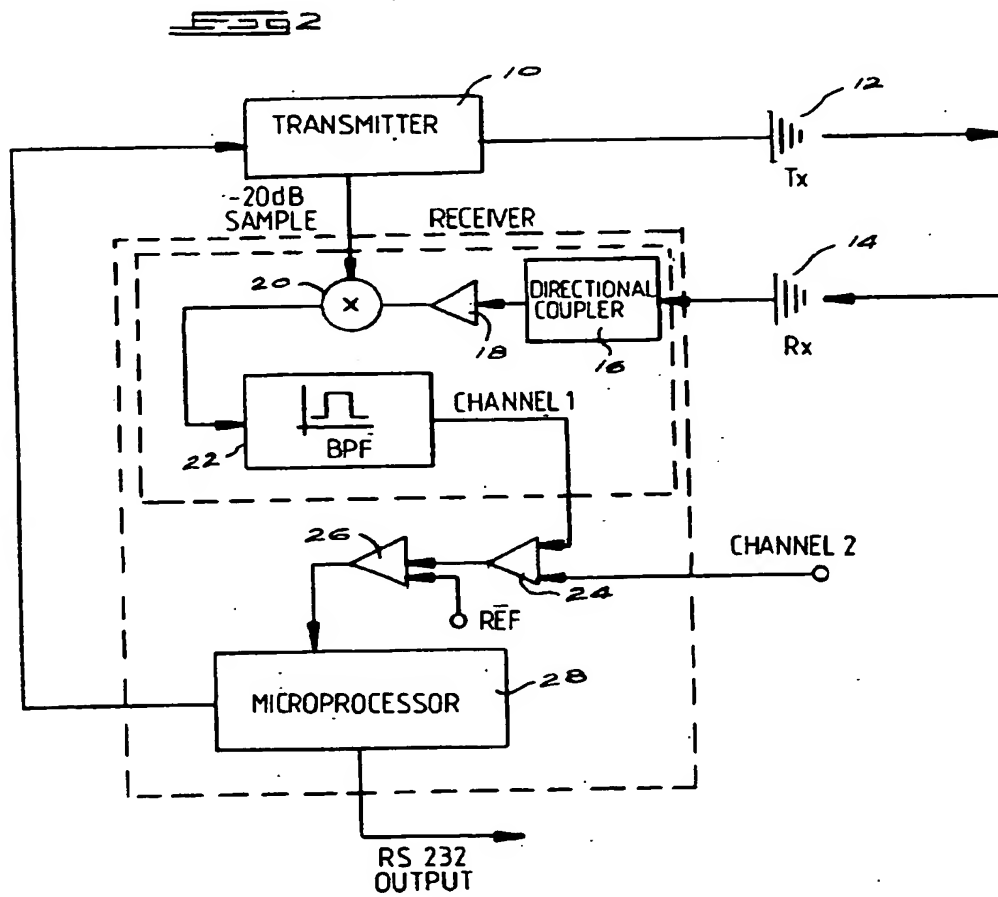 FIG 2
10
TRANSMITTER
12
Tx
-20dB
SAMPLE
RECEIVER
14
20
X
DIRECTIONAL
COUPLER
18
16
Rx
CHANNEL 1
BPF
22
26
CHANNEL 2
24
REF
MICROPROCESSOR
28
RS 232
OUTPUT